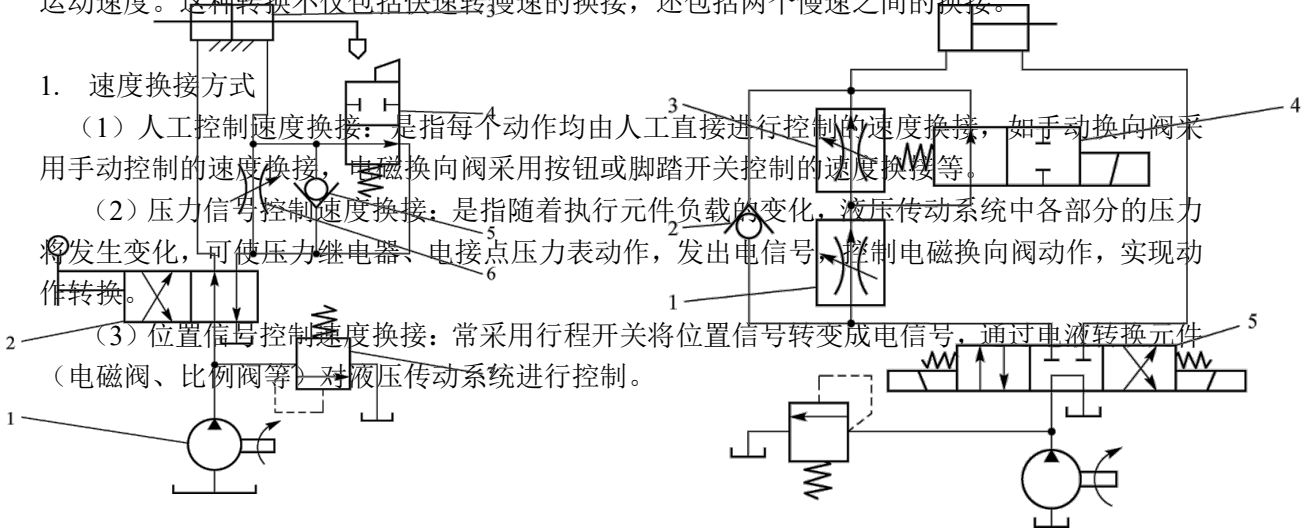 运动速度。这种转换不仅包括快速转慢速的换接，还包括两个慢速之间的换接。
1. 速度换接方式
（1）人工控制速度换接：是指每个动作均由人工直接进行控制的速度换接，如手动换向阀采
用手动控制的速度换接，电磁换向阀采用按钮或脚踏开关控制的速度换接等。
（2）压力信号控制速度换接：是指随着执行元件负载的变化，液压传动系统中各部分的压力
将发生变化，可使压力继电器、电接点压力表动作，发出电信号，控制电磁换向阀动作，实现动
作转换。
（3）位置信号控制速度换接：常采用行程开关将位置信号转变成电信号，通过电液转换元件
（电磁阀、比例阀等）对液压传动系统进行控制。
3
4
5
6
2
7
1
3
4
2
1
5